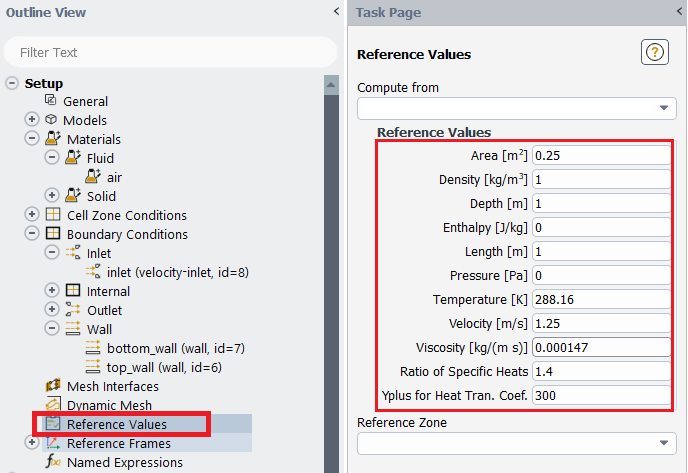 Outline View
Filter Text
Setup
General
Models
Materials
Fluid
air
Solid
Cell Zone Conditions
Boundary Conditions
Inlet
inlet (velocity-inlet, id=8)
Internal
Outlet
Wall
bottom_wall (wall, id=7)
top_wall (wall, id=6)
Mesh Interfaces
Dynamic Mesh
Reference Values
Reference Frames
Named Expressions
Task Page
Reference Values
Compute from
Reference Values
Area [m²] 0.25
Density [kg/m³] 1
Depth [m] 1
Enthalpy [J/kg] 0
Length [m] 1
Pressure [Pa] 0
Temperature [K] 288.16
Velocity [m/s] 1.25
Viscosity [kg/(m s)] 0.000147
Ratio of Specific Heats 1.4
Yplus for Heat Tran. Coef. 300
Reference Zone